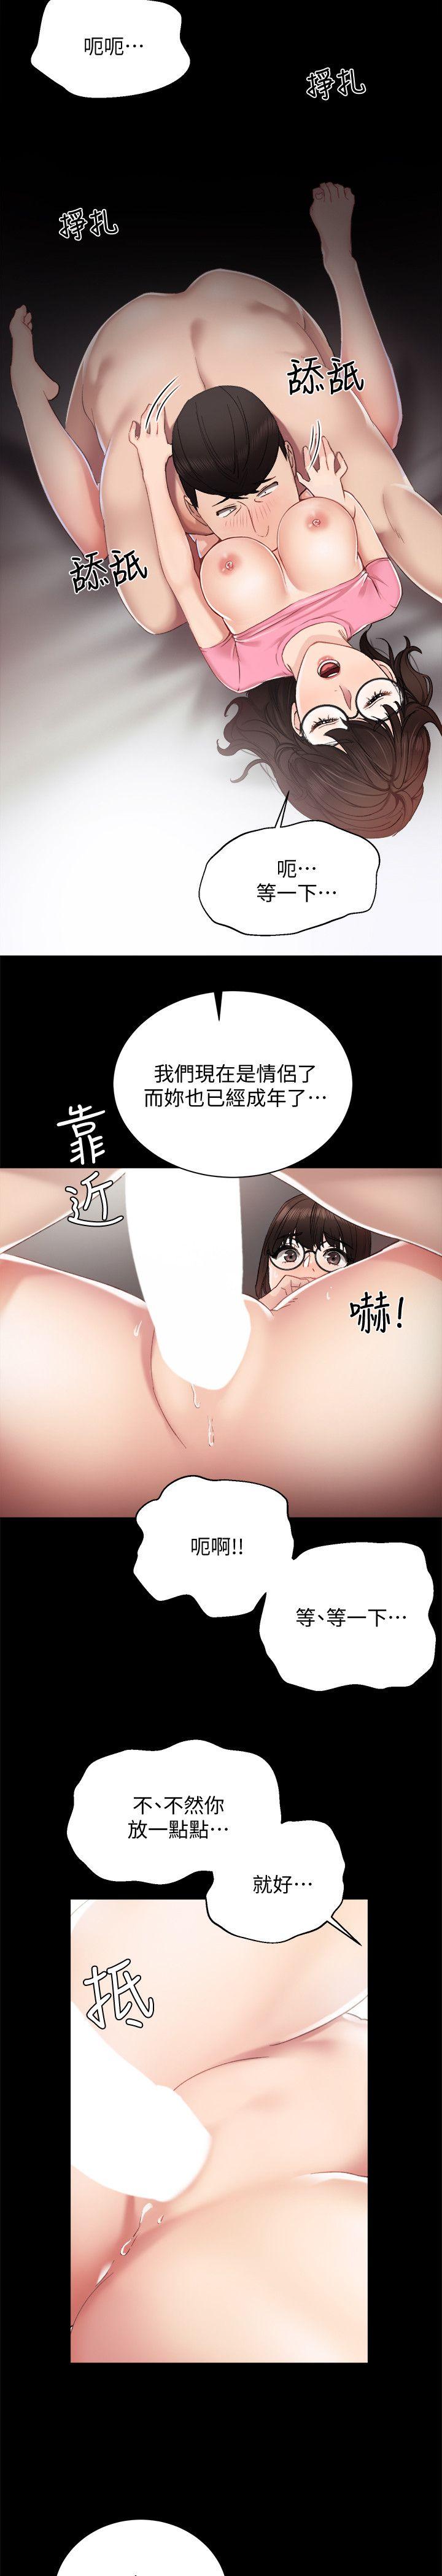 呃呃⋯
掙扎
掙扎
舔舐
舔舐
呃⋯
等一下⋯
我們現在是情侶了
而妳也已經成年了⋯
靠近
嚇!
呃啊!!
等、等一下⋯
不、不然你
放一點點⋯
就好⋯
抵